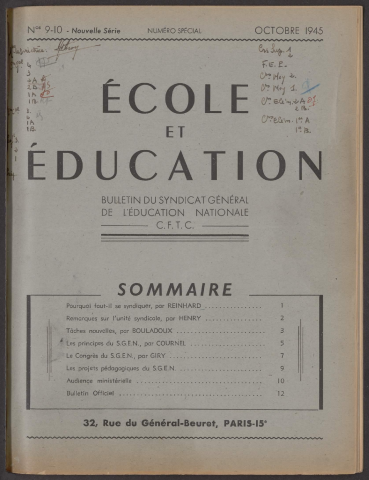 Nos 9-10 - Nouvelle Série NUMÉRO SPÉCIAL OCTOBRE 1945
F.E.E.
ÉCOLE
ET
ÉDUCATION
BULLETIN DU SYNDICAT GÉNÉRAL
DE L'ÉDUCATION NATIONALE
C.F.T.C.
SOMMAIRE
Pourquoi faut-il se syndiquer, par REINHARD 1
Remarques sur l'unité syndicale, par HENRY 2
Tâches nouvelles, par BOULADOUX 3
Les principes du S.G.E.N., par COURNIL 5
Le Congrès du S.G.E.N., par GIRY 7
Les projets pédagogiques du S.G.E.N. 9
Audience ministérielle 10
Bulletin Officiel 12
32, Rue du Général-Beuret, PARIS-15e